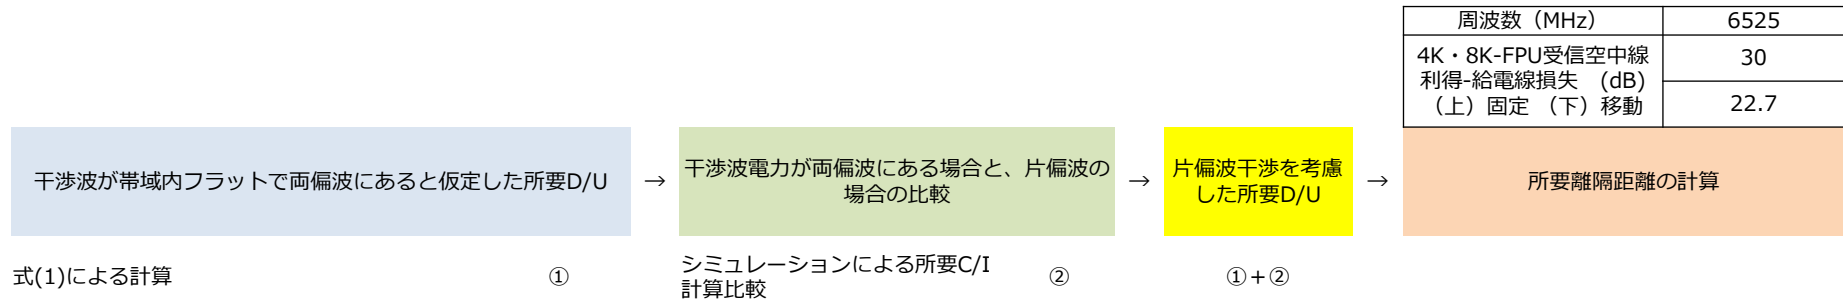 周波数（MHz）
6525
4K・8K-FPU受信空中線
利得-給電線損失　(dB)
（上）固定 （下）移動
30
22.7
干渉波が帯域内フラットで両偏波にあると仮定した所要D/U
→
干渉波電力が両偏波にある場合と、片偏波の
場合の比較
→
片偏波干渉を考慮
した所要D/U
→
所要離隔距離の計算
式(1)による計算
①
シミュレーションによる所要C/I
計算比較
②
①＋②